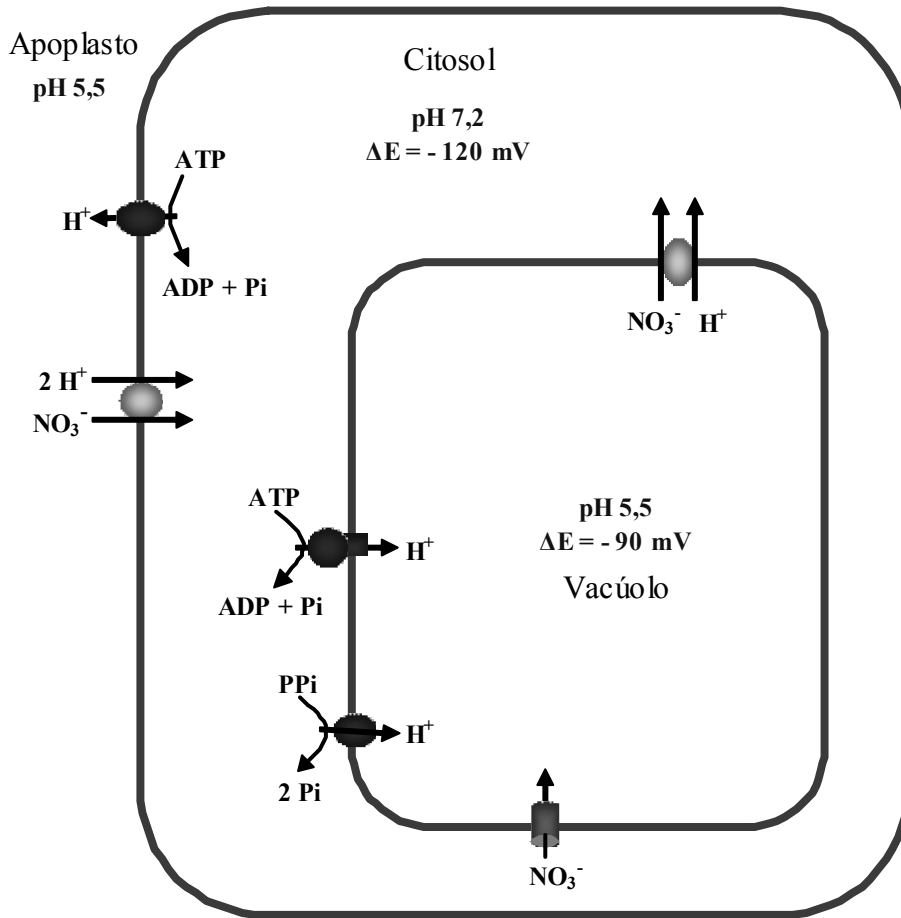 Apoplasto
pH 5,5
Citosol
pH 7,2
ΔE = - 120 mV
ATP
H⁺
ADP + Pi
NO₃⁻ H⁺
2 H⁺
NO₃⁻
ATP
H⁺
ADP + Pi
pH 5,5
ΔE = - 90 mV
Vacúolo
PPi
H⁺
2 Pi
NO₃⁻